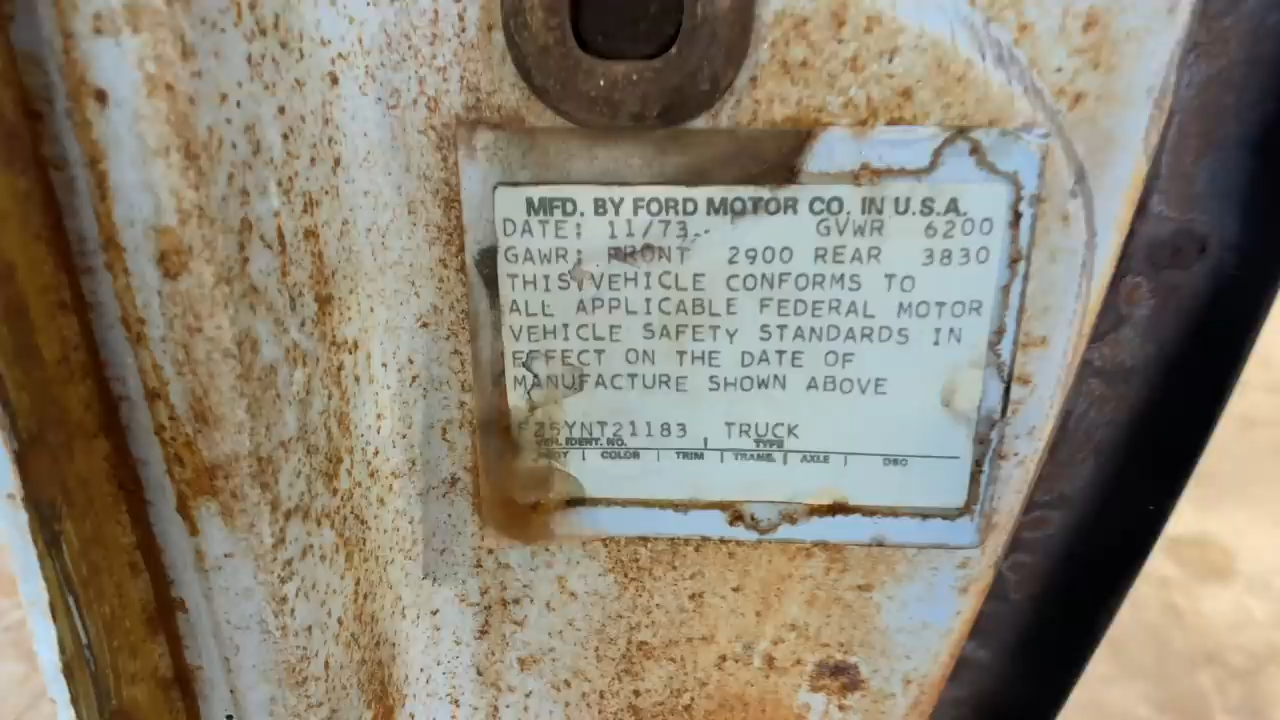 MFD. BY FORD MOTOR CO. IN U.S.A.
DATE: 11/73 GVWR 6200
GAWR: FRONT 2900 REAR 3830
THIS VEHICLE CONFORMS TO
ALL APPLICABLE FEDERAL MOTOR
VEHICLE SAFETY STANDARDS IN
EFFECT ON THE DATE OF
MANUFACTURE SHOWN ABOVE
F25YNT21183 TRUCK
VEH. IDENT. NO. TYPE
BODY | COLOR | TRIM | TRANS. | AXLE | DSO